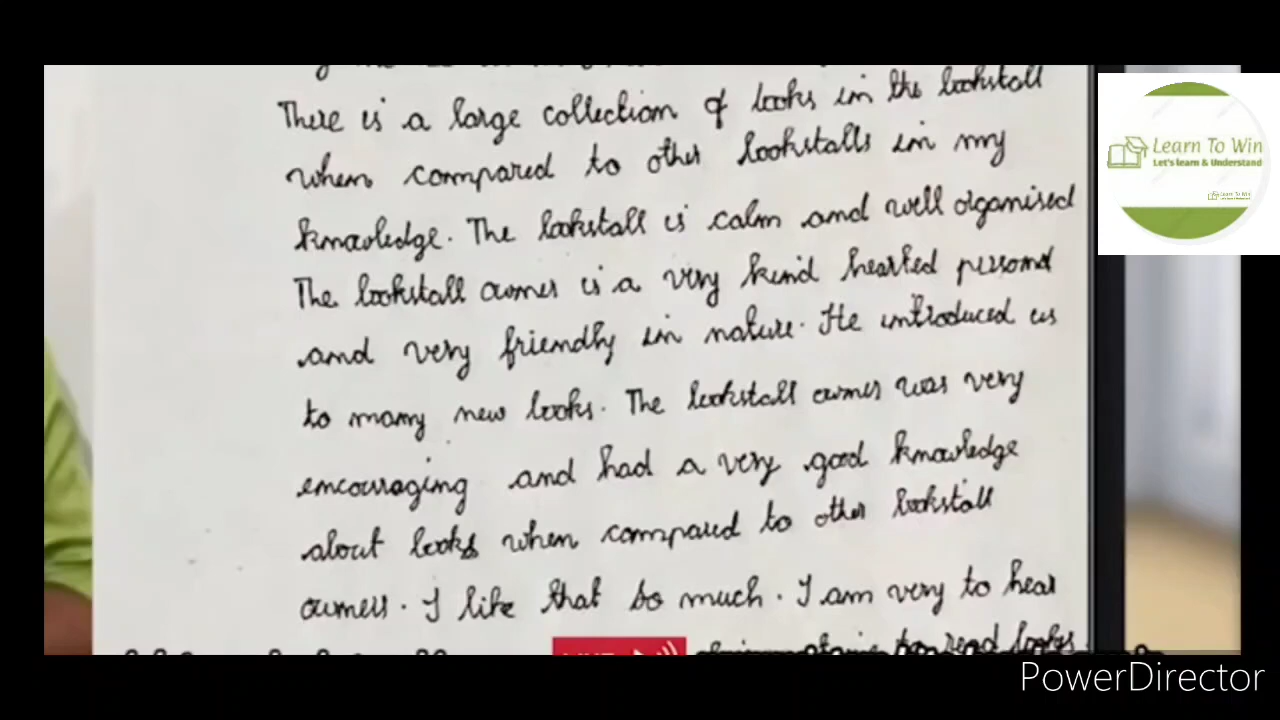 There is a large collection of books in the bookstall
when compared to other bookstalls in my
knowledge. The bookstall is calm and well organised
The bookstall owner is a very kind hearted personal
and very friendly in nature. He introduced us
to many new books. The bookstall owner was very
encouraging and had a very good knowledge
about books when compared to other bookstall
owners. I like that so much. I am very to hear
to read books
Learn To Win
Let's learn & Understand
PowerDirector